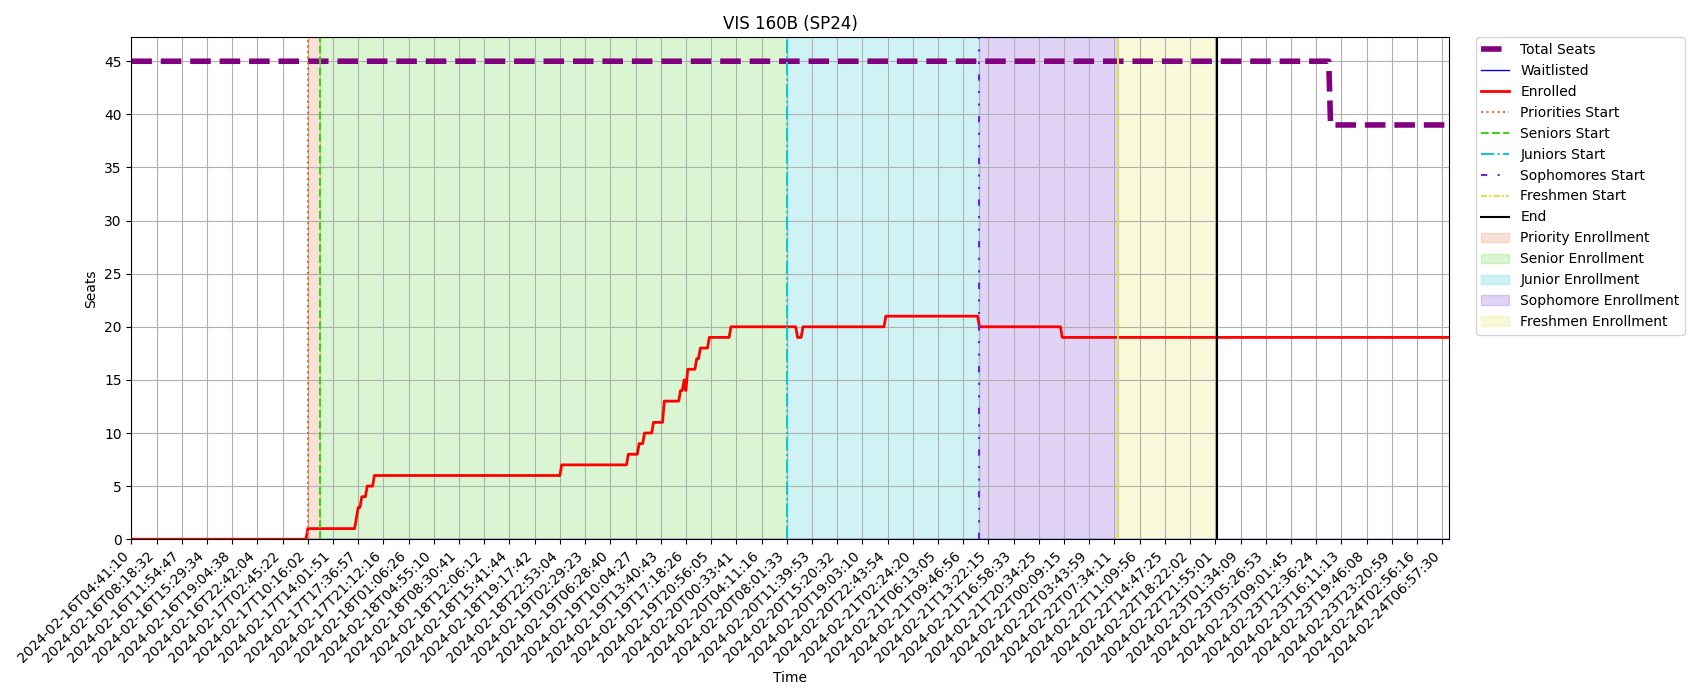 VIS 160B (SP24)
Seats
45
40
35
30
25
20
15
10
5
0
2024-02-16T04:41:10
2024-02-16T08:18:32
2024-02-16T11:54:47
2024-02-16T15:29:34
2024-02-16T19:04:38
2024-02-16T22:42:04
2024-02-17T02:45:22
2024-02-17T10:16:02
2024-02-17T14:01:51
2024-02-17T17:36:57
2024-02-17T21:12:16
2024-02-18T01:06:26
2024-02-18T04:55:10
2024-02-18T08:30:41
2024-02-18T12:06:12
2024-02-18T15:41:44
2024-02-18T19:17:42
2024-02-18T22:53:04
2024-02-19T02:29:23
2024-02-19T06:28:40
2024-02-19T10:04:27
2024-02-19T13:40:43
2024-02-19T17:18:26
2024-02-19T20:56:05
2024-02-20T00:33:41
2024-02-20T04:11:16
2024-02-20T08:01:33
2024-02-20T11:39:53
2024-02-20T15:20:32
2024-02-20T19:03:10
2024-02-20T22:43:54
2024-02-21T02:24:20
2024-02-21T06:13:05
2024-02-21T09:46:56
2024-02-21T13:22:15
2024-02-21T16:58:33
2024-02-21T20:34:25
2024-02-22T00:09:15
2024-02-22T03:43:59
2024-02-22T07:34:11
2024-02-22T11:09:56
2024-02-22T14:47:25
2024-02-22T18:22:02
2024-02-22T21:55:01
2024-02-23T01:34:09
2024-02-23T05:26:53
2024-02-23T09:01:45
2024-02-23T12:36:24
2024-02-23T16:11:13
2024-02-23T19:46:08
2024-02-23T23:20:59
2024-02-24T02:56:16
2024-02-24T06:57:30
Time
Total Seats
Waitlisted
Enrolled
Priorities Start
Seniors Start
Juniors Start
Sophomores Start
Freshmen Start
End
Priority Enrollment
Senior Enrollment
Junior Enrollment
Sophomore Enrollment
Freshmen Enrollment